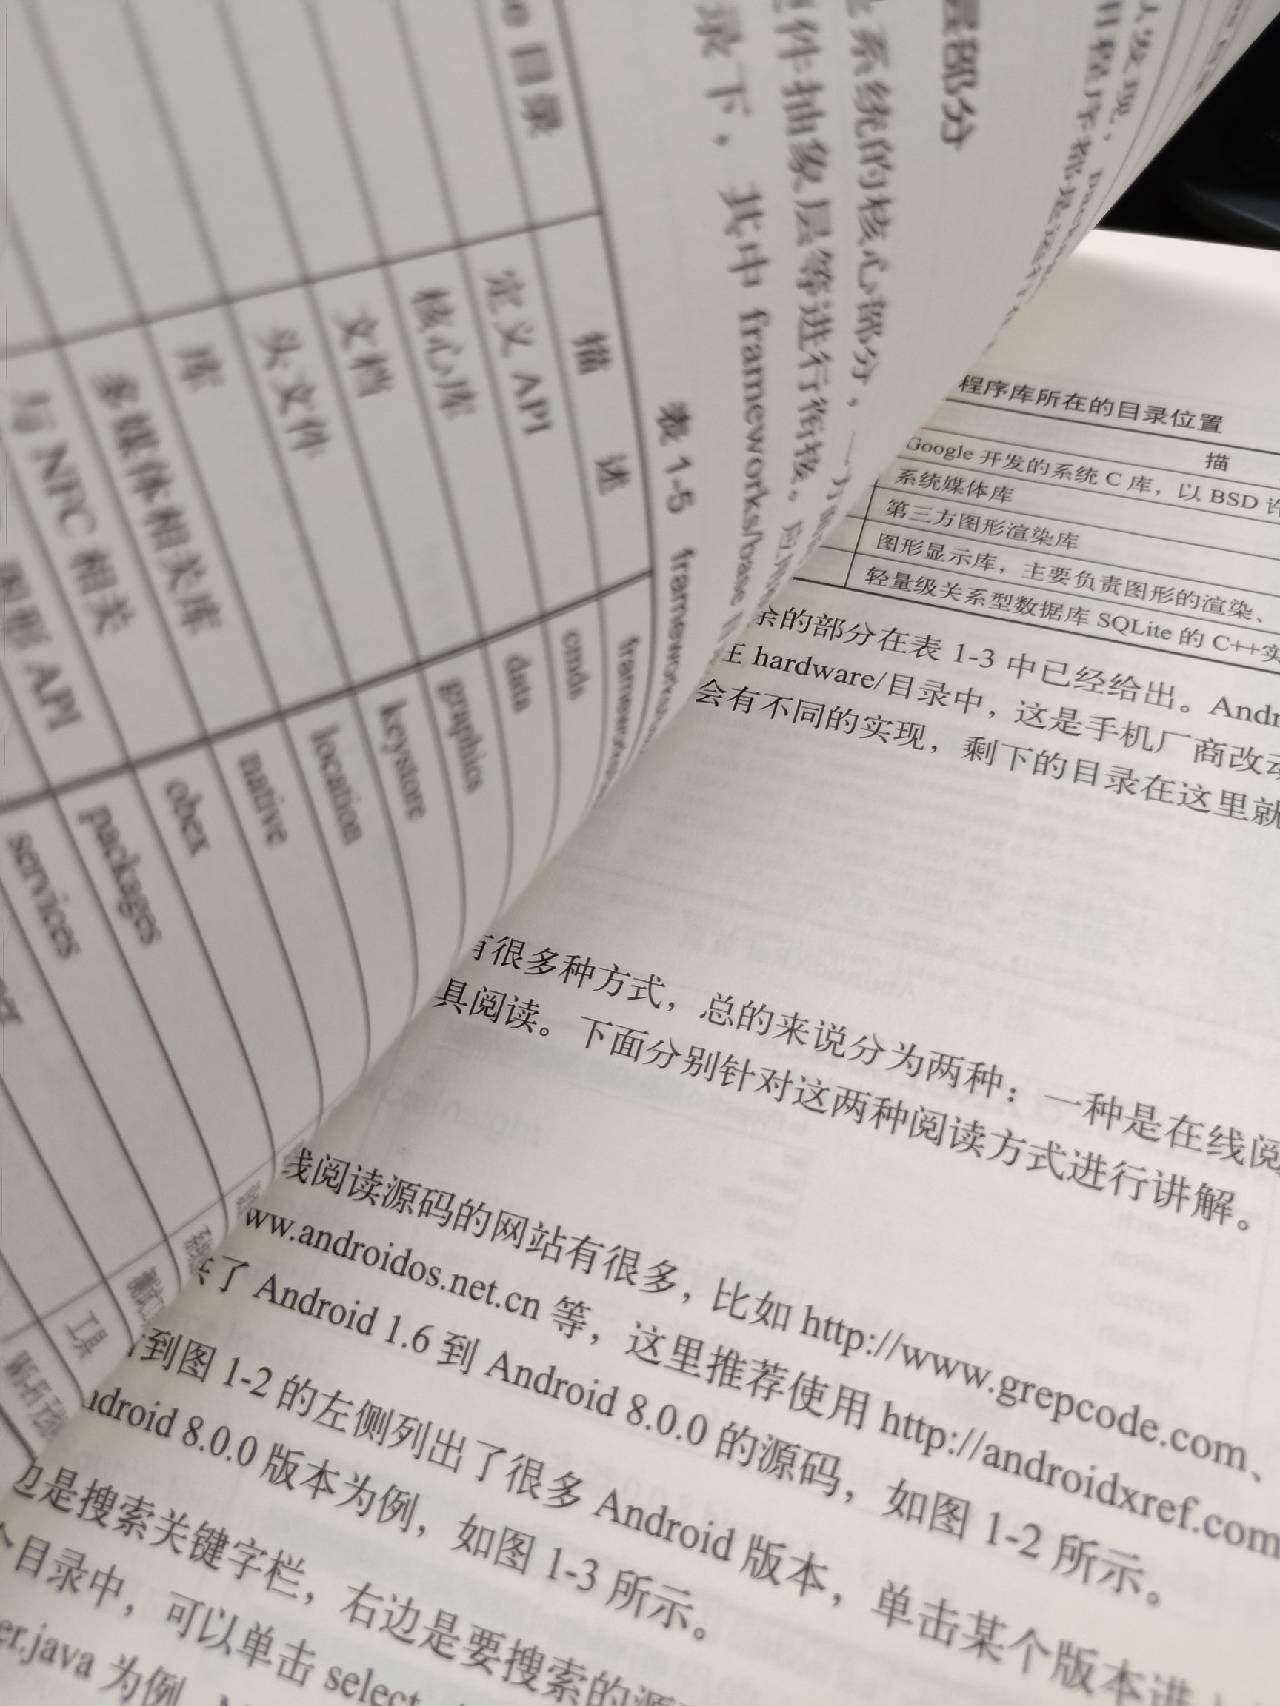 层部分
系统的核心部分，一方
件抽象层等进行衔接。
录下，其中 frameworks/base
表 1-5 frameworks
目录
描 述
定义 API
核心库
文档
头文件
库
多媒体相关库
与 NFC 相关
图形 API
工具
cmds
data
graphics
keystore
location
native
obex
packages
services
程序库所在的目录位置
描
Google 开发的系统 C 库，以 BSD 许
系统媒体库
第三方图形渲染库
图形显示库，主要负责图形的渲染、
轻量级关系型数据库 SQLite 的 C++实
余的部分在表 1-3 中已经给出。Andr
hardware/目录中，这是手机厂商改动
会有不同的实现，剩下的目录在这里就
有很多种方式，总的来说分为两种：一种是在线阅
具阅读。下面分别针对这两种阅读方式进行讲解。
线阅读源码的网站有很多，比如 http://www.grepcode.com、
ww.androidos.net.cn 等，这里推荐使用 http://androidxref.com
了 Android 1.6 到 Android 8.0.0 的源码，如图 1-2 所示。
到图 1-2 的左侧列出了很多 Android 版本，单击某个版本进
ndroid 8.0.0 版本为例，如图 1-3 所示。
边是搜索关键字栏，右边是要搜索的源
个目录中，可以单击 select
er.java 为例